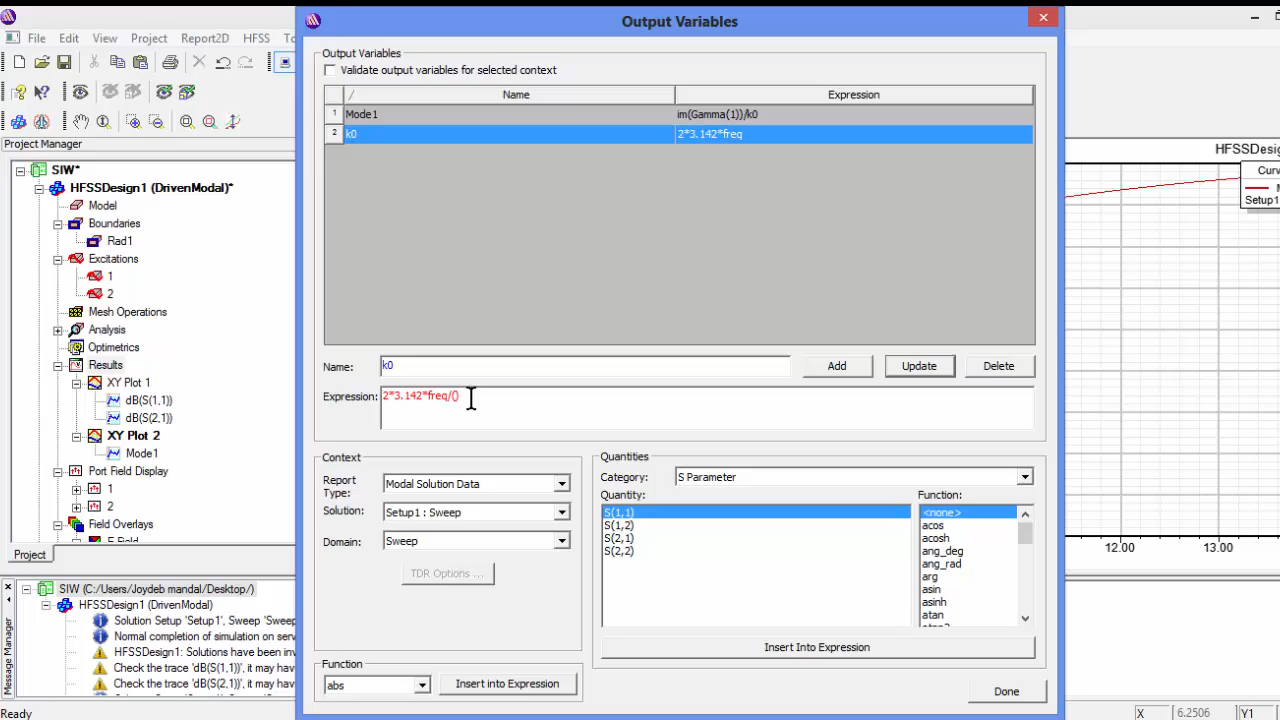 Output Variables
File Edit View Project Report2D HFSS
Project Manager
SIW*
HFSSDesign1 (DrivenModal)*
Model
Boundaries
Rad1
Excitations
1
2
Mesh Operations
Analysis
Optimetrics
Results
XY Plot 1
dB(S(1,1))
dB(S(2,1))
XY Plot 2
Mode1
Port Field Display
1
2
Field Overlays
Project
Output Variables
Validate output variables for selected context
/ Name Expression
1 Mode1 im(Gamma(1))/k0
2 k0 2*3.142*freq
Name: k0 Add Update Delete
Expression: 2*3.142*freq/()
Context
Report Type: Modal Solution Data
Solution: Setup1 : Sweep
Domain: Sweep
TDR Options ...
Function
abs Insert into Expression
Quantities
Category: S Parameter
Quantity: Function:
S(1,1)
S(1,2)
S(2,1)
S(2,2)
<none>
acos
acosh
ang_deg
ang_rad
arg
asin
asinh
atan
Insert Into Expression
Done
HFSSDesig
Curv
Setup1
12.00 13.00
Message Manager
SIW (C:/Users/Joydeb mandal/Desktop/)
HFSSDesign1 (DrivenModal)
Solution Setup 'Setup1', Sweep 'Sweep
Normal completion of simulation on serv
HFSSDesign1: Solutions have been inv
Check the trace 'dB(S(1,1))', it may hav
Check the trace 'dB(S(2,1))', it may hav
Ready
X 6.2506 Y1